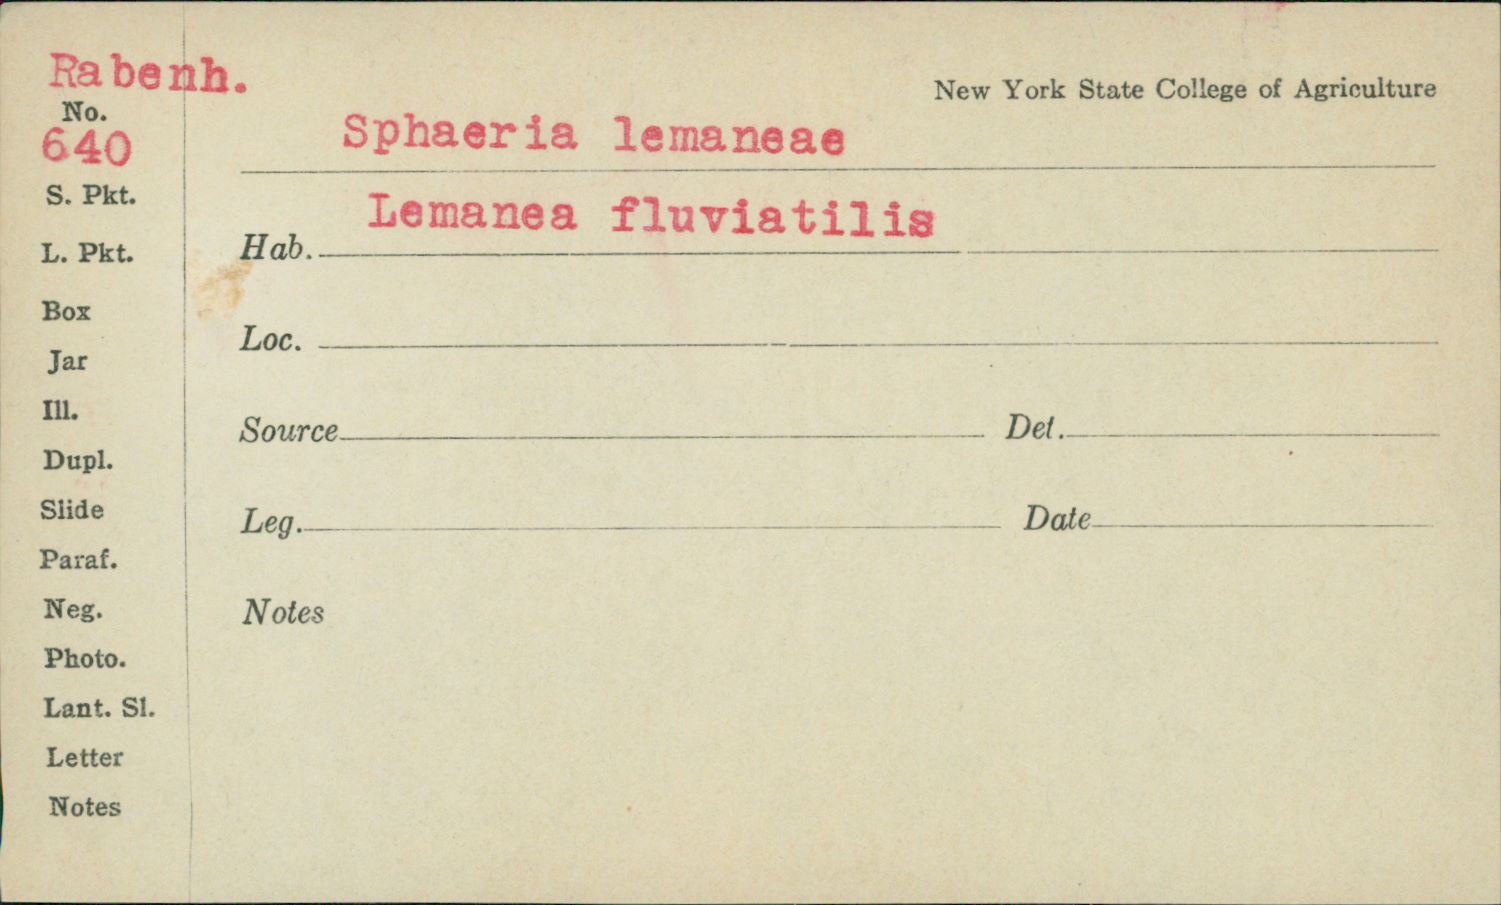 Rabenh.
No.
640
S. Pkt.
L. Pkt.
Box
Jar
Ill.
Dupl.
Slide
Paraf.
Neg.
Photo.
Lant. Sl.
Letter
Notes
New York State College of Agriculture
Sphaeria lemaneae
Lemanea fluviatilis
Hab.
Loc.
Source Det.
Leg. Date
Notes